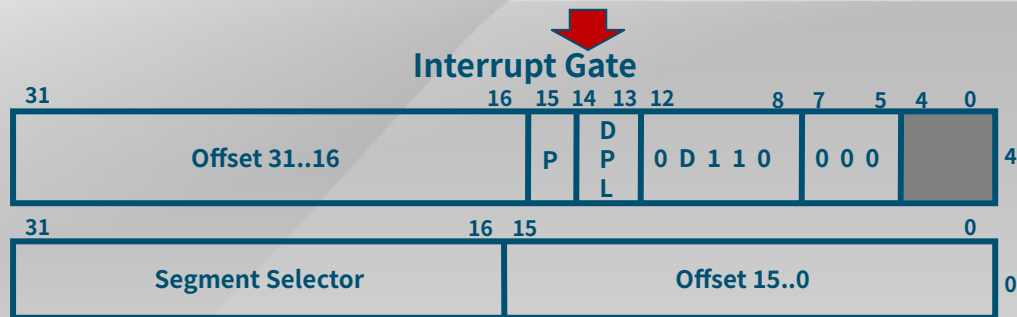 Interrupt Gate
31 16 15 14 13 12 8 7 5 4 0
Offset 31..16 P D P L 0 D 1 1 0 0 0 0 4
31 16 15 0
Segment Selector Offset 15..0 0